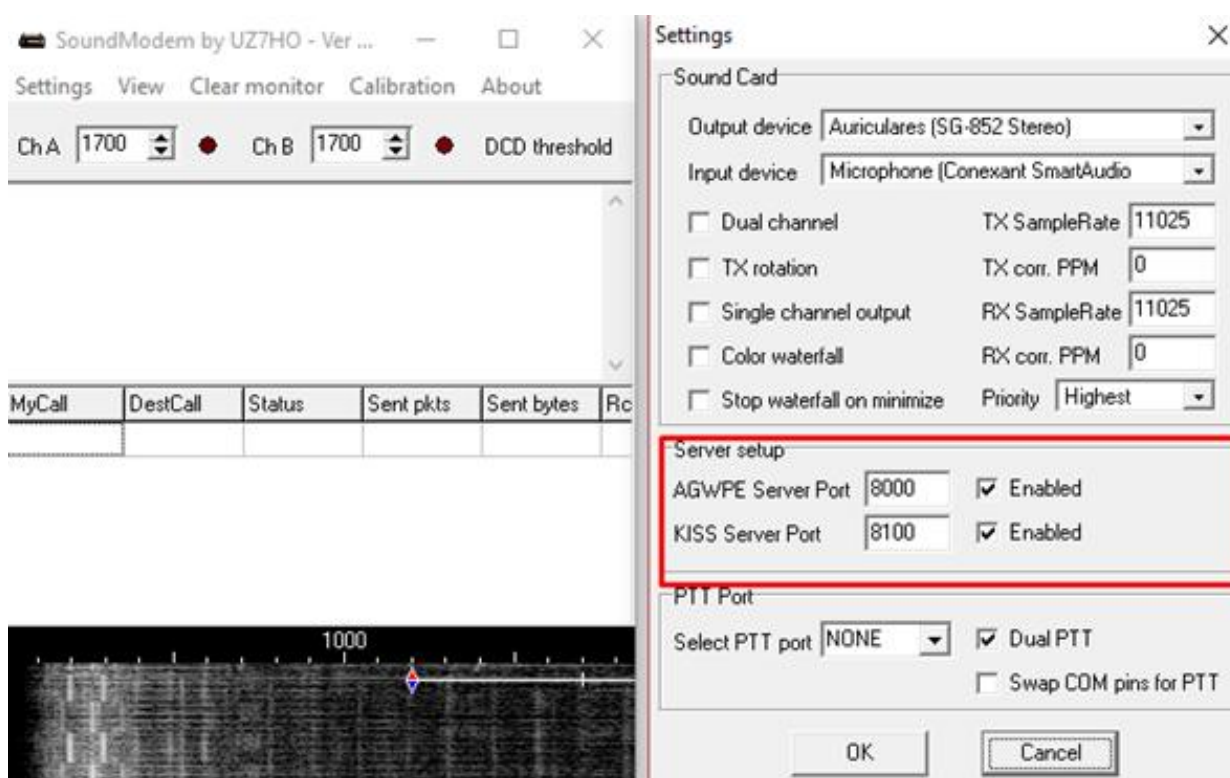 SoundModem by UZ7HO - Ver ...
Settings View Clear monitor Calibration About
Ch A 1700 Ch B 1700 DCD threshold
MyCall DestCall Status Sent pkts Sent bytes Rc
1000
Settings
Sound Card
Output device Auriculares (SG-852 Stereo)
Input device Microphone (Conexant SmartAudio
Dual channel TX SampleRate 11025
TX rotation TX corr. PPM 0
Single channel output RX SampleRate 11025
Color waterfall RX corr. PPM 0
Stop waterfall on minimize Priority Highest
Server setup
AGWPE Server Port 8000 Enabled
KISS Server Port 8100 Enabled
PTT Port
Select PTT port NONE Dual PTT
Swap COM pins for PTT
OK Cancel